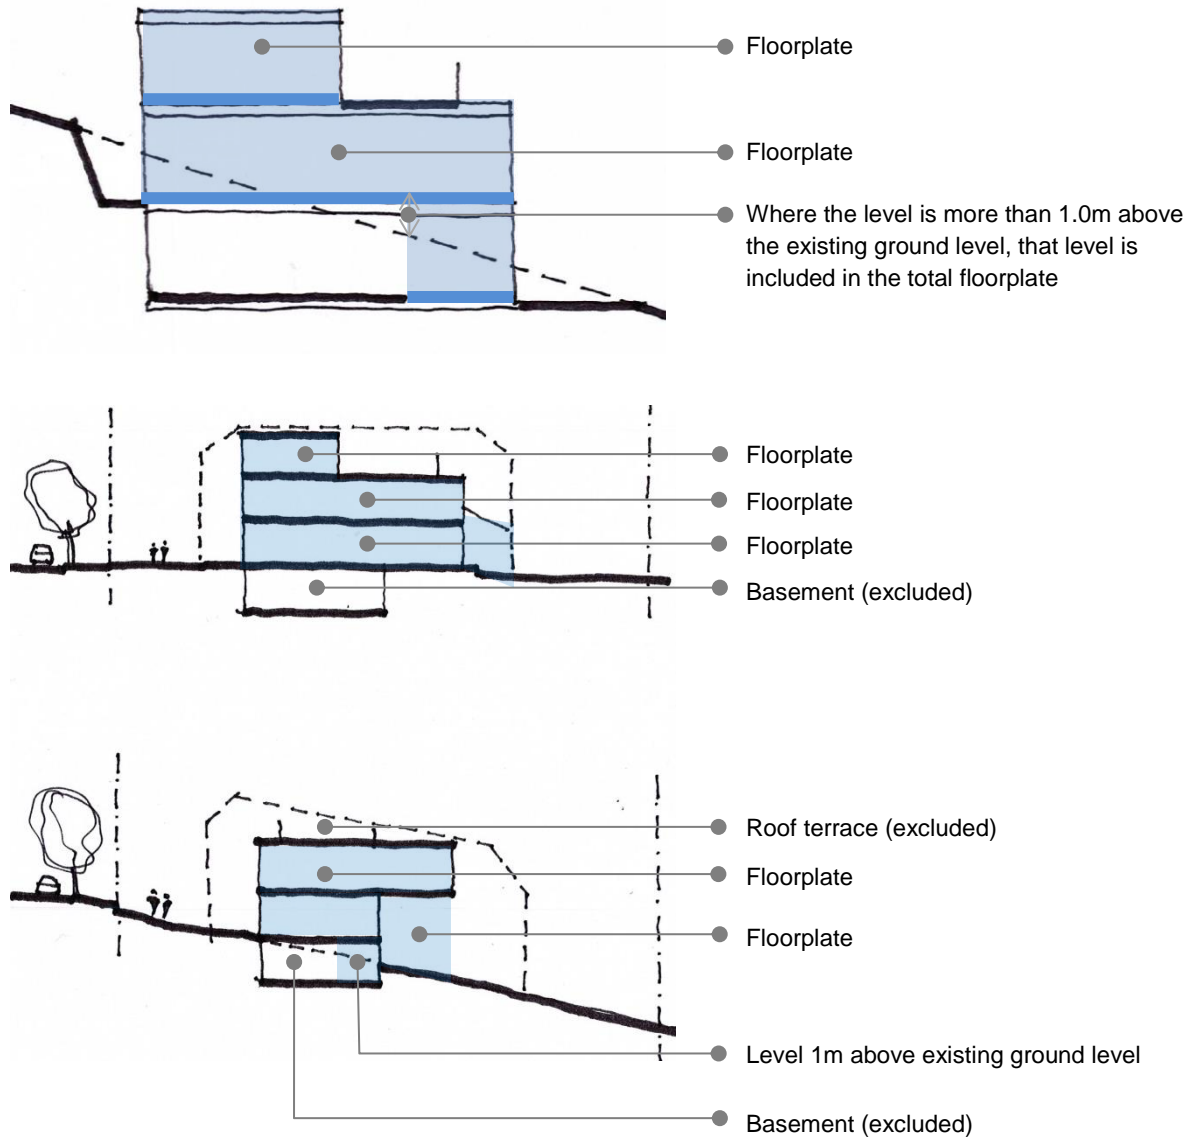 Floorplate
Floorplate
Where the level is more than 1.0m above
the existing ground level, that level is
included in the total floorplate
Floorplate
Floorplate
Floorplate
Basement (excluded)
Roof terrace (excluded)
Floorplate
Floorplate
Level 1m above existing ground level
Basement (excluded)